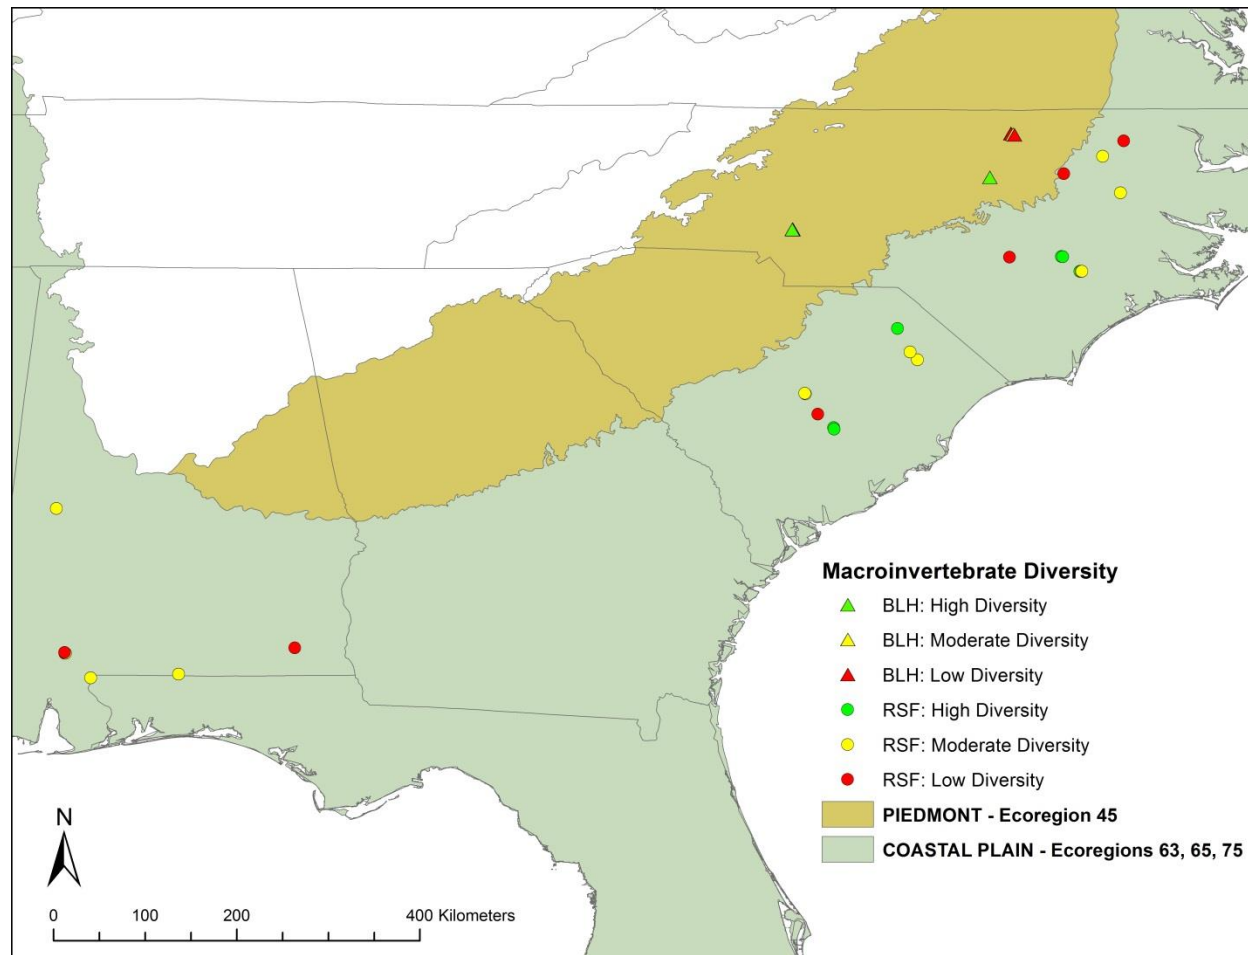 Macroinvertebrate Diversity
BLH: High Diversity
BLH: Moderate Diversity
BLH: Low Diversity
RSF: High Diversity
RSF: Moderate Diversity
RSF: Low Diversity
PIEDMONT - Ecoregion 45
COASTAL PLAIN - Ecoregions 63, 65, 75
N
0 100 200 400 Kilometers